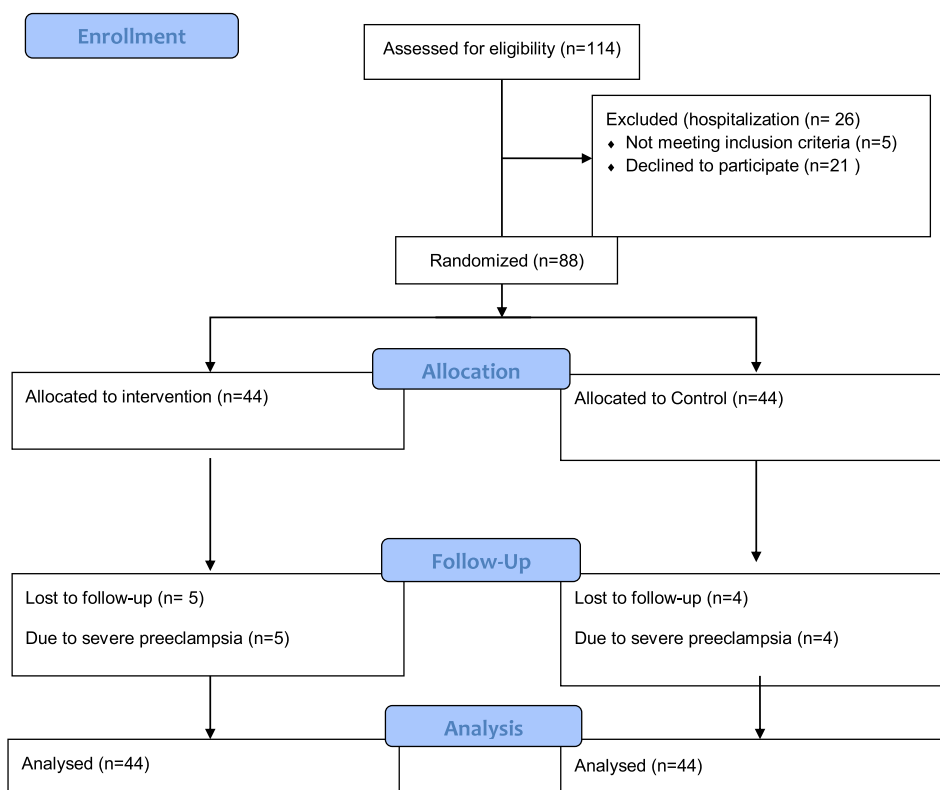 Enrollment
Assessed for eligibility (n=114)
Excluded (hospitalization (n= 26)
♦ Not meeting inclusion criteria (n=5)
♦ Declined to participate (n=21 )
Randomized (n=88)
Allocation
Allocated to intervention (n=44)
Allocated to Control (n=44)
Follow-Up
Lost to follow-up (n= 5)
Due to severe preeclampsia (n=5)
Lost to follow-up (n=4)
Due to severe preeclampsia (n=4)
Analysis
Analysed (n=44)
Analysed (n=44)